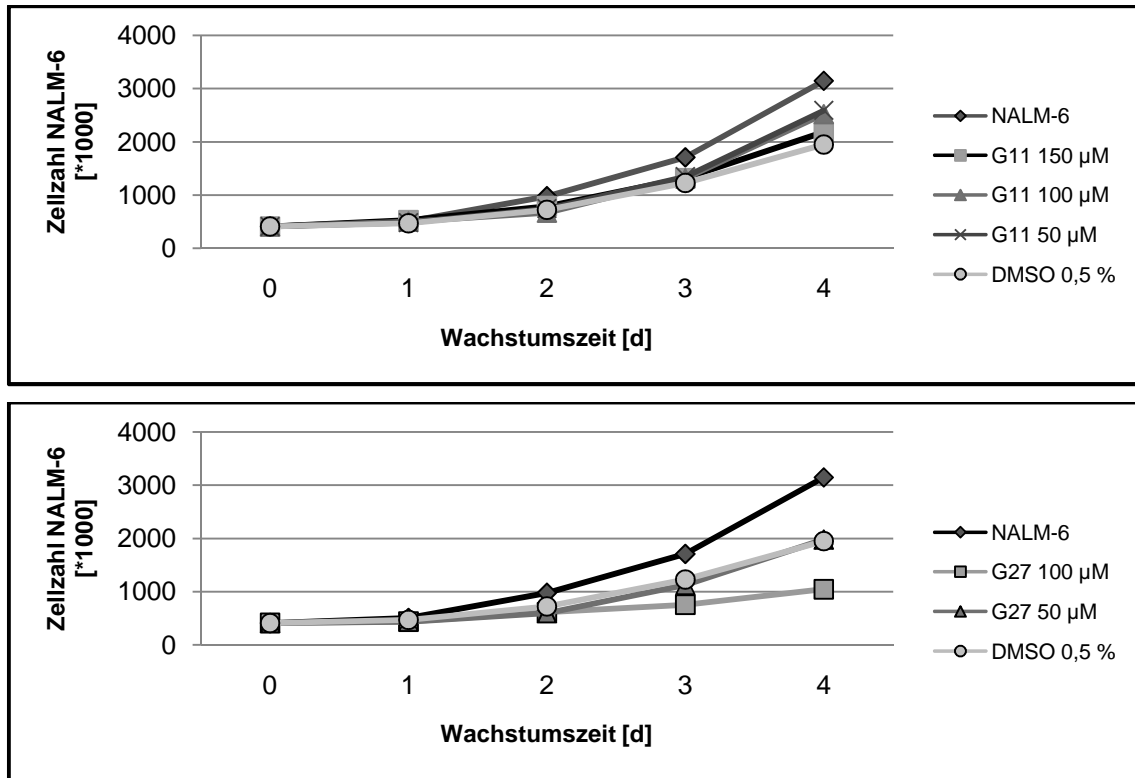 Zellzahl NALM-6
[*1000]
4000
3000
2000
1000
0
0 1 2 3 4
Wachstumszeit [d]
NALM-6
G11 150 µM
G11 100 µM
G11 50 µM
DMSO 0,5 %
Zellzahl NALM-6
[*1000]
4000
3000
2000
1000
0
0 1 2 3 4
Wachstumszeit [d]
NALM-6
G27 100 µM
G27 50 µM
DMSO 0,5 %